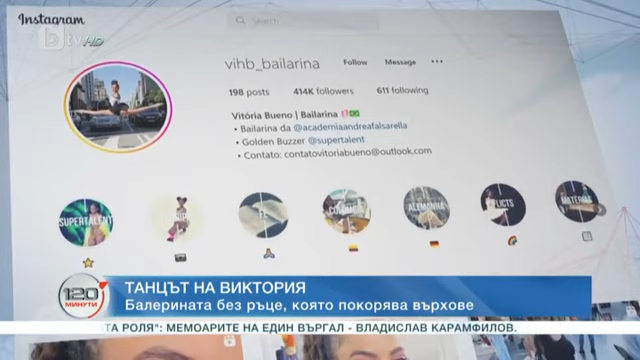 Instagram
Search
bTV HD
vihb_bailarina
Follow
Message
198 posts
414K followers
611 following
Vitória Bueno | Bailarina
• Bailarina da @academiaandreafalsarella
• Golden Buzzer @supertalent
• Contato: contatovitoriabueno@outlook.com
SUPERTALENT
ALEMANHA
120
МИНУТИ
ТАНЦЪТ НА ВИКТОРИЯ
Балерината без ръце, която покорява върхове
ТА РОЛЯ": МЕМОАРИТЕ НА ЕДИН ВЪРГАЛ - ВЛАДИСЛАВ КАРАМФИЛОВ.